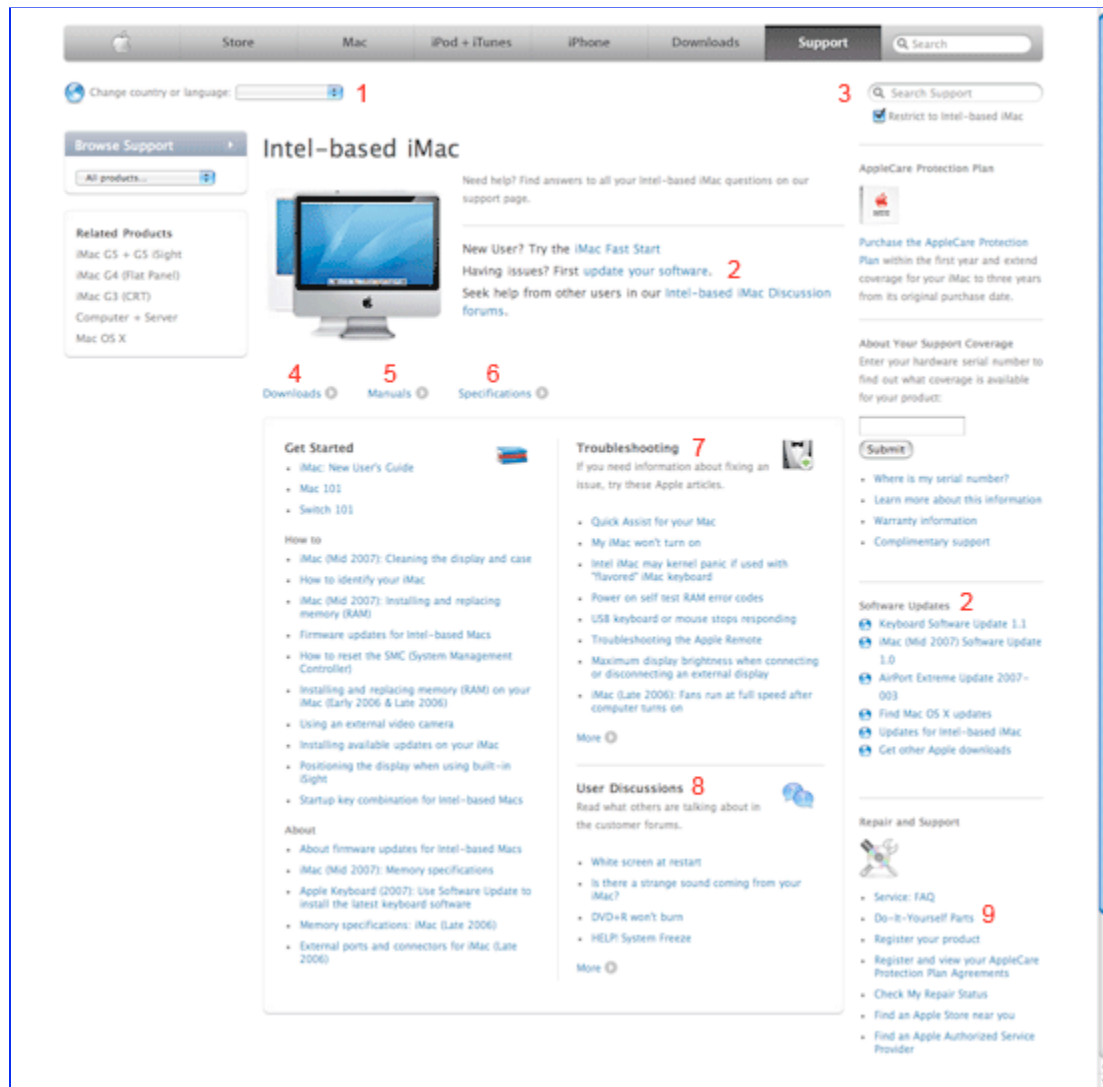 Store Mac iPod + iTunes iPhone Downloads Support Search
Change country or language: 1
3 Search Support
Restrict to Intel-based iMac
Browse Support
All products...
Related Products
iMac G5 + G5 iSight
iMac G4 (Flat Panel)
iMac G3 (CRT)
Computer + Server
Mac OS X
Intel-based iMac
Need help? Find answers to all your Intel-based iMac questions on our
support page.
New User? Try the iMac Fast Start
Having issues? First update your software. 2
Seek help from other users in our Intel-based iMac Discussion
forums.
4 5 6
Downloads Manuals Specifications
Get Started
iMac: New User's Guide
Mac 101
Switch 101
How to
iMac (Mid 2007): Cleaning the display and case
How to identify your iMac
iMac (Mid 2007): Installing and replacing
memory (RAM)
Firmware updates for Intel-based Macs
How to reset the SMC (System Management
Controller)
Installing and replacing memory (RAM) on your
iMac (Early 2006 & Late 2006)
Using an external video camera
Installing available updates on your iMac
Positioning the display when using built-in
iSight
Startup key combination for Intel-based Macs
About
About firmware updates for Intel-based Macs
iMac (Mid 2007): Memory specifications
Apple Keyboard (2007): Use Software Update to
install the latest keyboard software
Memory specifications: iMac (Late 2006)
External ports and connectors for iMac (Late
2006)
Troubleshooting 7
If you need information about fixing an
issue, try these Apple articles.
Quick Assist for your Mac
My iMac won't turn on
Intel iMac may kernel panic if used with
"flavored" iMac keyboard
Power on self test RAM error codes
USB keyboard or mouse stops responding
Troubleshooting the Apple Remote
Maximum display brightness when connecting
or disconnecting an external display
iMac (Late 2006): Fans run at full speed after
computer turns on
More
User Discussions 8
Read what others are talking about in
the customer forums.
White screen at restart
Is there a strange sound coming from your
iMac?
DVD+R won't burn
HELP! System Freeze
More
AppleCare Protection Plan
Purchase the AppleCare Protection
Plan within the first year and extend
coverage for your iMac to three years
from its original purchase date.
About Your Support Coverage
Enter your hardware serial number to
find out what coverage is available
for your product:
Submit
Where is my serial number?
Learn more about this information
Warranty information
Complimentary support
Software Updates 2
Keyboard Software Update 1.1
iMac (Mid 2007) Software Update
1.0
AirPort Extreme Update 2007-
003
Find Mac OS X updates
Updates for Intel-based iMac
Get other Apple downloads
Repair and Support
Service: FAQ
Do-It-Yourself Parts 9
Register your product
Register and view your AppleCare
Protection Plan Agreements
Check My Repair Status
Find an Apple Store near you
Find an Apple Authorized Service
Provider